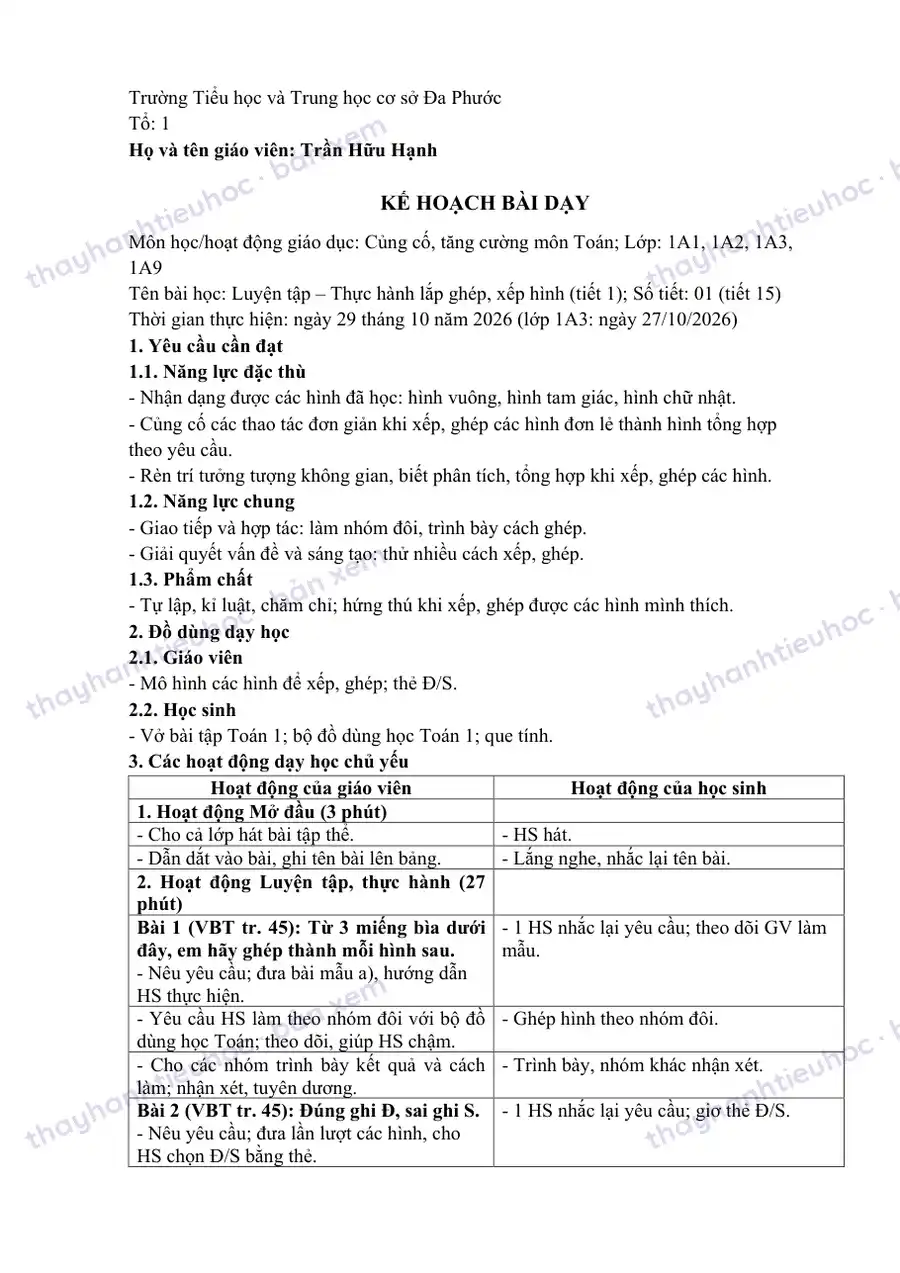 Trường Tiểu học và Trung học cơ sở Đa Phước
Tổ: 1
Họ và tên giáo viên: Trần Hữu Hạnh
KẾ HOẠCH BÀI DẠY
Môn học/hoạt động giáo dục: Củng cố, tăng cường môn Toán; Lớp: 1A1, 1A2, 1A3,
1A9
Tên bài học: Luyện tập – Thực hành lắp ghép, xếp hình (tiết 1); Số tiết: 01 (tiết 15)
Thời gian thực hiện: ngày 29 tháng 10 năm 2026 (lớp 1A3: ngày 27/10/2026)
1. Yêu cầu cần đạt
1.1. Năng lực đặc thù
- Nhận dạng được các hình đã học: hình vuông, hình tam giác, hình chữ nhật.
- Củng cố các thao tác đơn giản khi xếp, ghép các hình đơn lẻ thành hình tổng hợp
theo yêu cầu.
- Rèn trí tưởng tượng không gian, biết phân tích, tổng hợp khi xếp, ghép các hình.
1.2. Năng lực chung
- Giao tiếp và hợp tác: làm nhóm đôi, trình bày cách ghép.
- Giải quyết vấn đề và sáng tạo: thử nhiều cách xếp, ghép.
1.3. Phẩm chất
- Tự lập, kỉ luật, chăm chỉ; hứng thú khi xếp, ghép được các hình mình thích.
2. Đồ dùng dạy học
2.1. Giáo viên
- Mô hình các hình để xếp, ghép; thẻ Đ/S.
2.2. Học sinh
- Vở bài tập Toán 1; bộ đồ dùng học Toán 1; que tính.
3. Các hoạt động dạy học chủ yếu
Hoạt động của giáo viên
Hoạt động của học sinh
1. Hoạt động Mở đầu (3 phút)
- Cho cả lớp hát bài tập thể.
- HS hát.
- Dẫn dắt vào bài, ghi tên bài lên bảng.
- Lắng nghe, nhắc lại tên bài.
2. Hoạt động Luyện tập, thực hành (27
phút)
Bài 1 (VBT tr. 45): Từ 3 miếng bìa dưới
đây, em hãy ghép thành mỗi hình sau.
- Nêu yêu cầu; đưa bài mẫu a), hướng dẫn
HS thực hiện.
- 1 HS nhắc lại yêu cầu; theo dõi GV làm
mẫu.
- Yêu cầu HS làm theo nhóm đôi với bộ đồ
dùng học Toán; theo dõi, giúp HS chậm.
- Ghép hình theo nhóm đôi.
- Cho các nhóm trình bày kết quả và cách
làm; nhận xét, tuyên dương.
- Trình bày, nhóm khác nhận xét.
Bài 2 (VBT tr. 45): Đúng ghi Đ, sai ghi S.
- Nêu yêu cầu; đưa lần lượt các hình, cho
HS chọn Đ/S bằng thẻ.
- 1 HS nhắc lại yêu cầu; giơ thẻ Đ/S.
thayhanhtieuhoc · bản xem
thayhanhtieuhoc · b
thayhanhtieuhoc · bản xem
thayhanhtieuhoc · b
thayhanhtieuhoc · bản xem
thayhanhtieuhoc · b